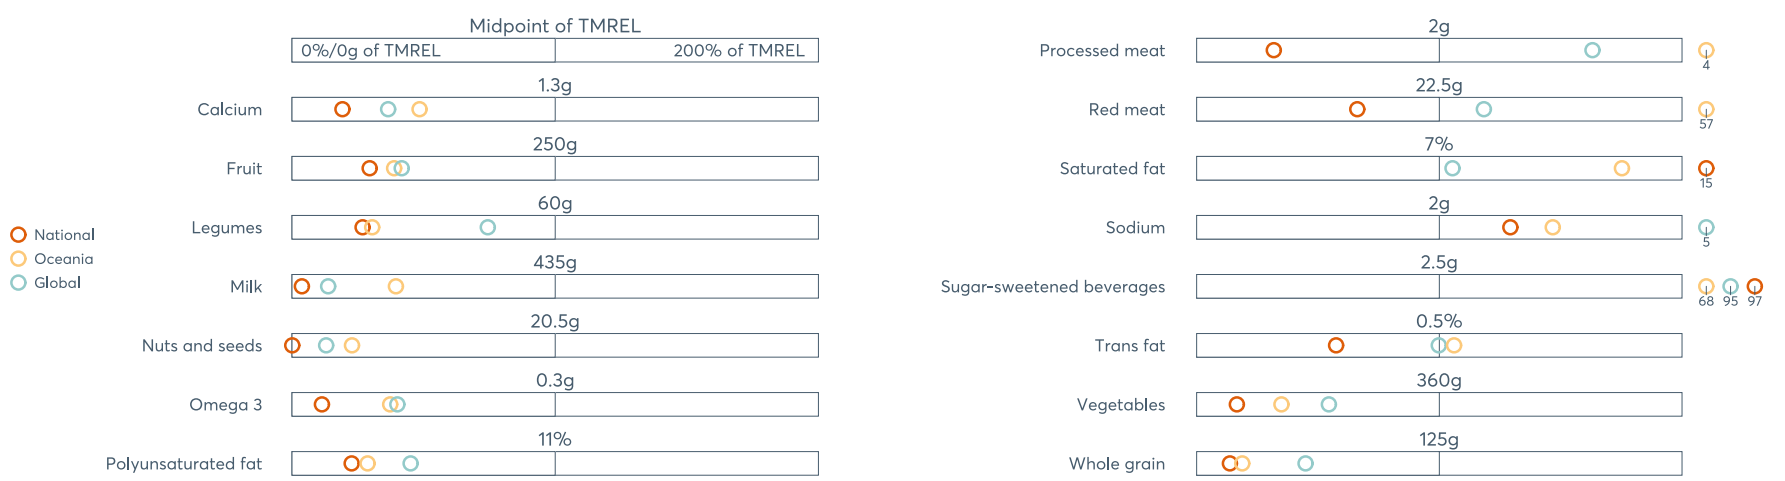 Midpoint of TMREL
0%/0g of TMREL 200% of TMREL
1.3g
Calcium
250g
Fruit
60g
Legumes
National
Oceania
Global
435g
Milk
20.5g
Nuts and seeds
0.3g
Omega 3
11%
Polyunsaturated fat
2g
Processed meat
4
22.5g
Red meat
57
7%
Saturated fat
15
2g
Sodium
5
2.5g
Sugar-sweetened beverages
68 95 97
0.5%
Trans fat
360g
Vegetables
125g
Whole grain